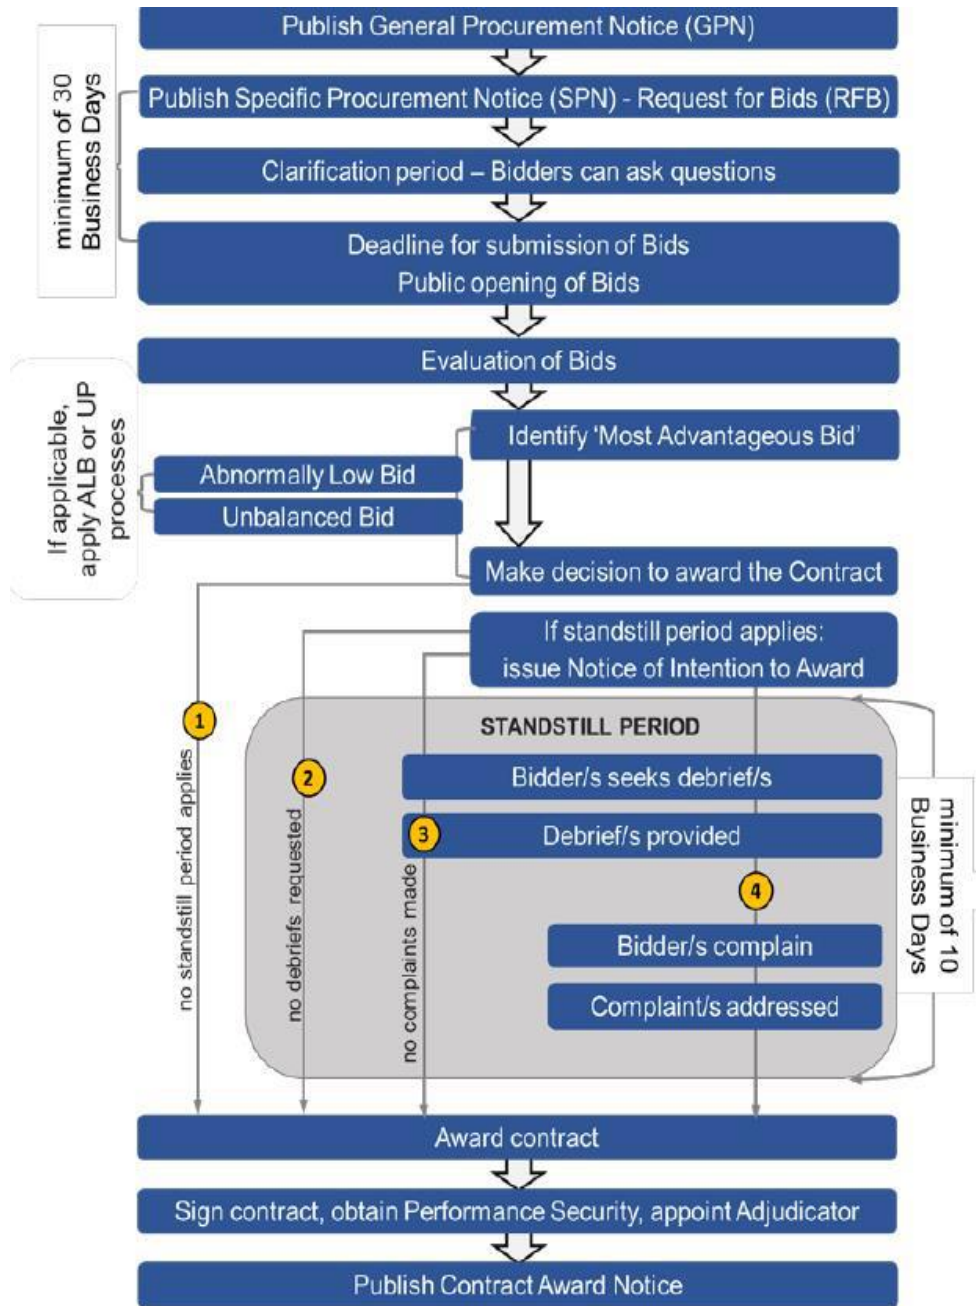 Publish General Procurement Notice (GPN)
minimum of 30
Business Days
Publish Specific Procurement Notice (SPN) - Request for Bids (RFB)
Clarification period – Bidders can ask questions
Deadline for submission of Bids
Public opening of Bids
Evaluation of Bids
If applicable,
apply ALB or UP
processes
Identify ‘Most Advantageous Bid’
Abnormally Low Bid
Unbalanced Bid
Make decision to award the Contract
If standstill period applies:
issue Notice of Intention to Award
1
no standstill period applies
STANDSTILL PERIOD
2
no debriefs requested
Bidder/s seeks debrief/s
3
no complaints made
Debrief/s provided
4
Bidder/s complain
Complaint/s addressed
minimum of 10
Business Days
Award contract
Sign contract, obtain Performance Security, appoint Adjudicator
Publish Contract Award Notice